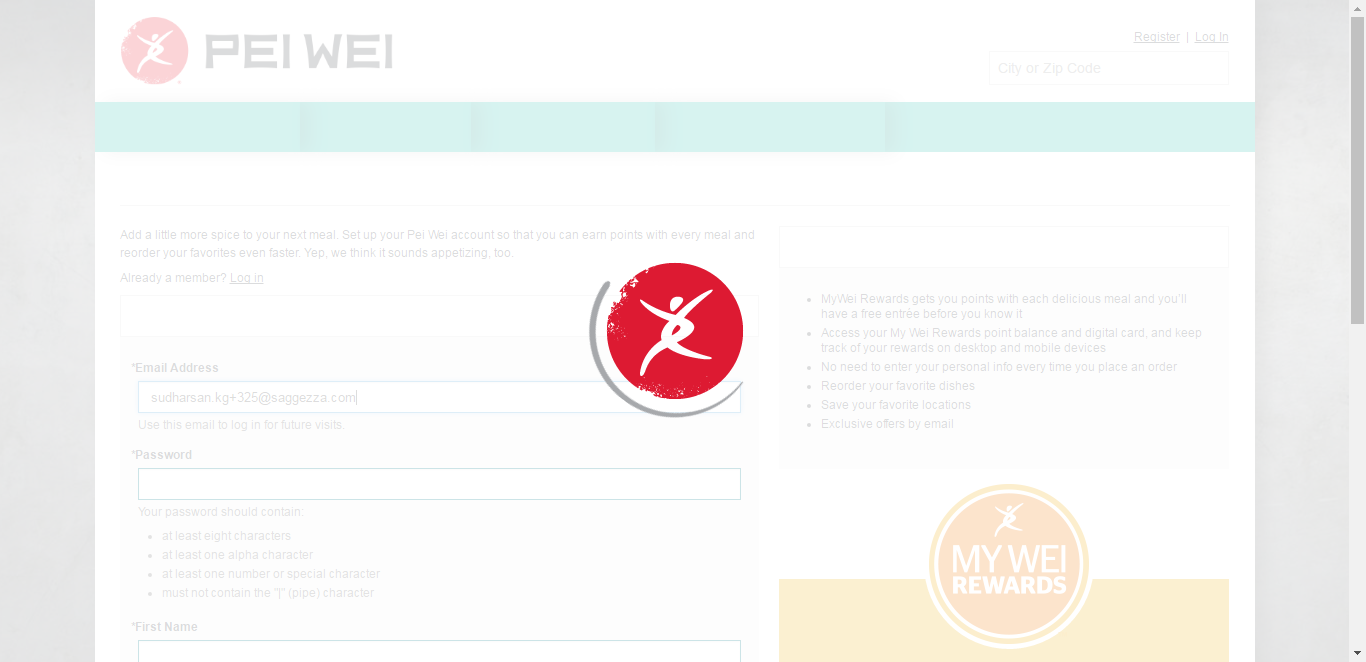 PEI WEI
Register | Log In
City or Zip Code
Add a little more spice to your next meal. Set up your Pei Wei account so that you can earn points with every meal and
reorder your favorites even faster. Yep, we think it sounds appetizing, too.
Already a member? Log in
*Email Address
sudharsan.kg+325@saggezza.com
Use this email to log in for future visits.
*Password
Your password should contain:
• at least eight characters
• at least one alpha character
• at least one number or special character
• must not contain the "|" (pipe) character
*First Name
• MyWei Rewards gets you points with each delicious meal and you'll
have a free entrée before you know it
• Access your My Wei Rewards point balance and digital card, and keep
track of your rewards on desktop and mobile devices
• No need to enter your personal info every time you place an order
• Reorder your favorite dishes
• Save your favorite locations
• Exclusive offers by email
MY WEI
REWARDS